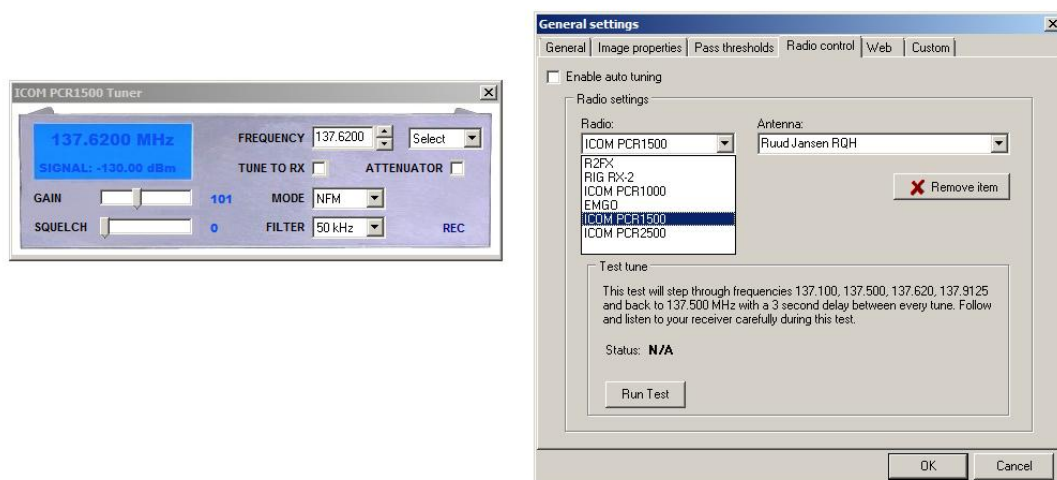 ICOM PCR1500 Tuner
137.6200 MHz
SIGNAL: -130.00 dBm
FREQUENCY 137.6200 Select
TUNE TO RX ATTENUATOR
GAIN 101 MODE NFM
SQUELCH 0 FILTER 50 kHz REC
General settings
General Image properties Pass thresholds Radio control Web Custom
Enable auto tuning
Radio settings
Radio: Antenna:
ICOM PCR1500 Ruud Jansen RQH
R2FX
RIG RX-2
ICOM PCR1000
EMGO
ICOM PCR1500
ICOM PCR2500
Remove item
Test tune
This test will step through frequencies 137.100, 137.500, 137.620, 137.9125
and back to 137.500 MHz with a 3 second delay between every tune. Follow
and listen to your receiver carefully during this test.
Status: N/A
Run Test
OK Cancel